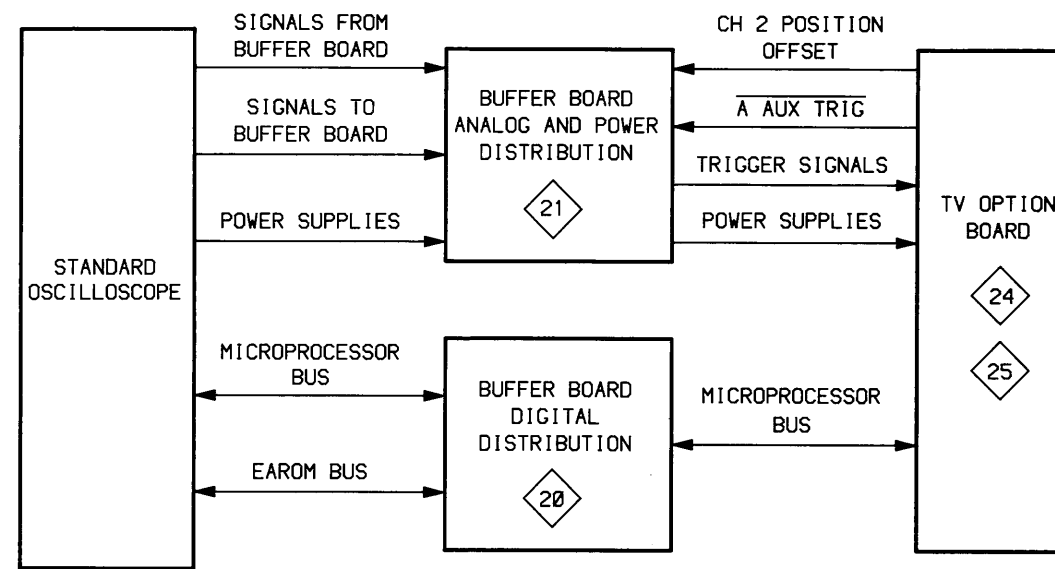 SIGNALS FROM
BUFFER BOARD
SIGNALS TO
BUFFER BOARD
POWER SUPPLIES
STANDARD
OSCILLOSCOPE
MICROPROCESSOR
BUS
EAROM BUS
BUFFER BOARD
ANALOG AND POWER
DISTRIBUTION
21
BUFFER BOARD
DIGITAL
DISTRIBUTION
20
CH 2 POSITION
OFFSET
A AUX TRIG
TRIGGER SIGNALS
POWER SUPPLIES
MICROPROCESSOR
BUS
TV OPTION
BOARD
24
25